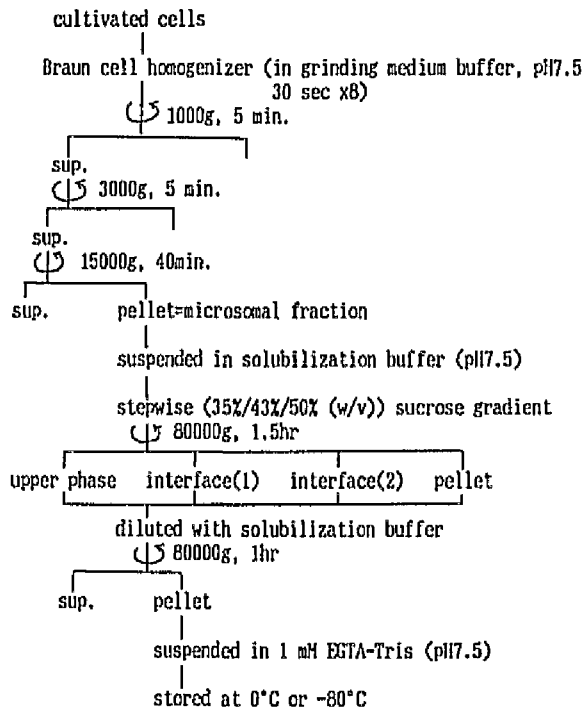 cultivated cells
Braun cell homogenizer (in grinding medium buffer, pH7.5
30 sec x8)
1000g, 5 min.
sup.
3000g, 5 min.
sup.
15000g, 40min.
sup. pellet=microsomal fraction
suspended in solubilization buffer (pH7.5)
stepwise (35%/43%/50% (w/v)) sucrose gradient
80000g, 1.5hr
upper phase interface(1) interface(2) pellet
diluted with solubilization buffer
80000g, 1hr
sup. pellet
suspended in 1 mM EGTA-Tris (pH7.5)
stored at 0°C or -80°C